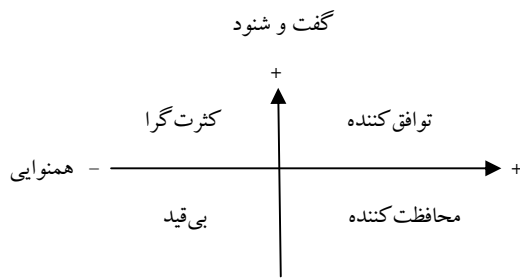 گفت و شنود
+
کثرت‌گرا توافق‌کننده
همنوایی – +
بی‌قید محافظت‌کننده